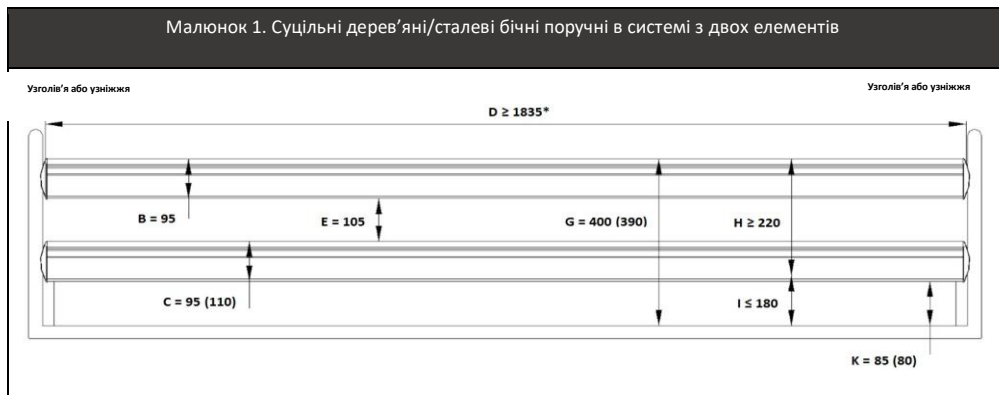 Малюнок 1. Суцільні дерев’яні/сталеві бічні поручні в системі з двох елементів
Узголів’я або узніжжя
Узголів’я або узніжжя
D ≥ 1835*
B = 95
E = 105
G = 400 (390)
H ≥ 220
C = 95 (110)
I ≤ 180
K = 85 (80)